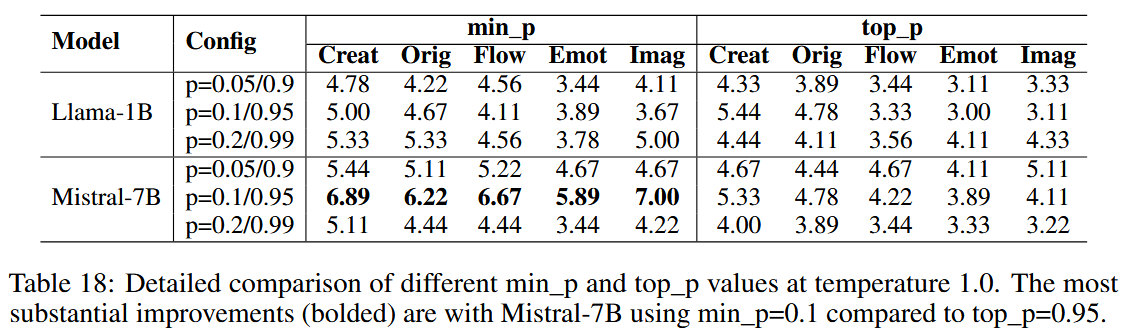 Model Config min_p top_p
Creat Orig Flow Emot Imag Creat Orig Flow Emot Imag
Llama-1B p=0.05/0.9 4.78 4.22 4.56 3.44 4.11 4.33 3.89 3.44 3.11 3.33
p=0.1/0.95 5.00 4.67 4.11 3.89 3.67 5.44 4.78 3.33 3.00 3.11
p=0.2/0.99 5.33 5.33 4.56 3.78 5.00 4.44 4.11 3.56 4.11 4.33
Mistral-7B p=0.05/0.9 5.44 5.11 5.22 4.67 4.67 4.67 4.44 4.67 4.11 5.11
p=0.1/0.95 6.89 6.22 6.67 5.89 7.00 5.33 4.78 4.22 3.89 4.11
p=0.2/0.99 5.11 4.44 4.44 3.44 4.22 4.00 3.89 3.44 3.33 3.22
Table 18: Detailed comparison of different min_p and top_p values at temperature 1.0. The most
substantial improvements (bolded) are with Mistral-7B using min_p=0.1 compared to top_p=0.95.